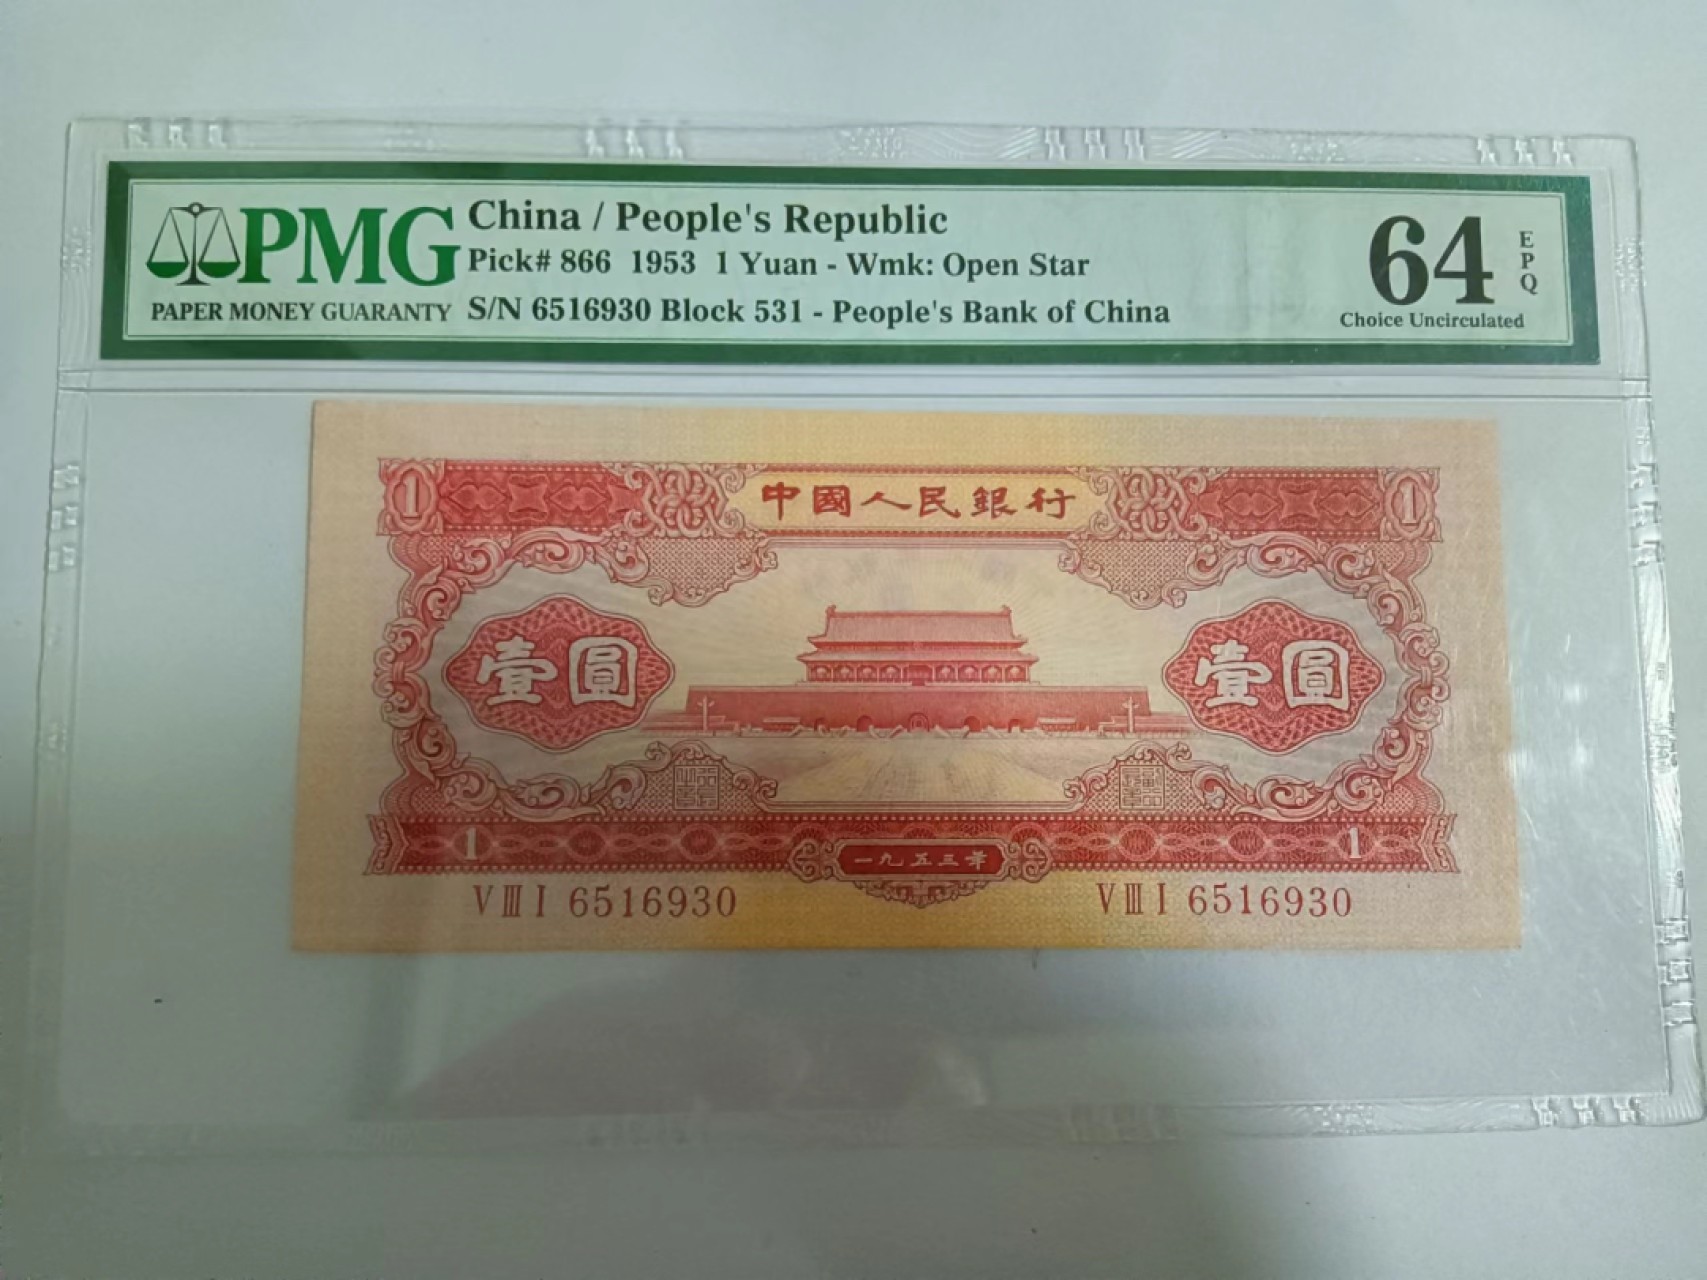 PMG
PAPER MONEY GUARANTY
China / People's Republic
Pick# 866 1953 1 Yuan - Wmk: Open Star
S/N 6516930 Block 531 - People's Bank of China
64
EPQ
Choice Uncirculated
1 中國人民銀行 1
壹圓 壹圓
1 一九五三年 1
V III I 6516930 V III I 6516930